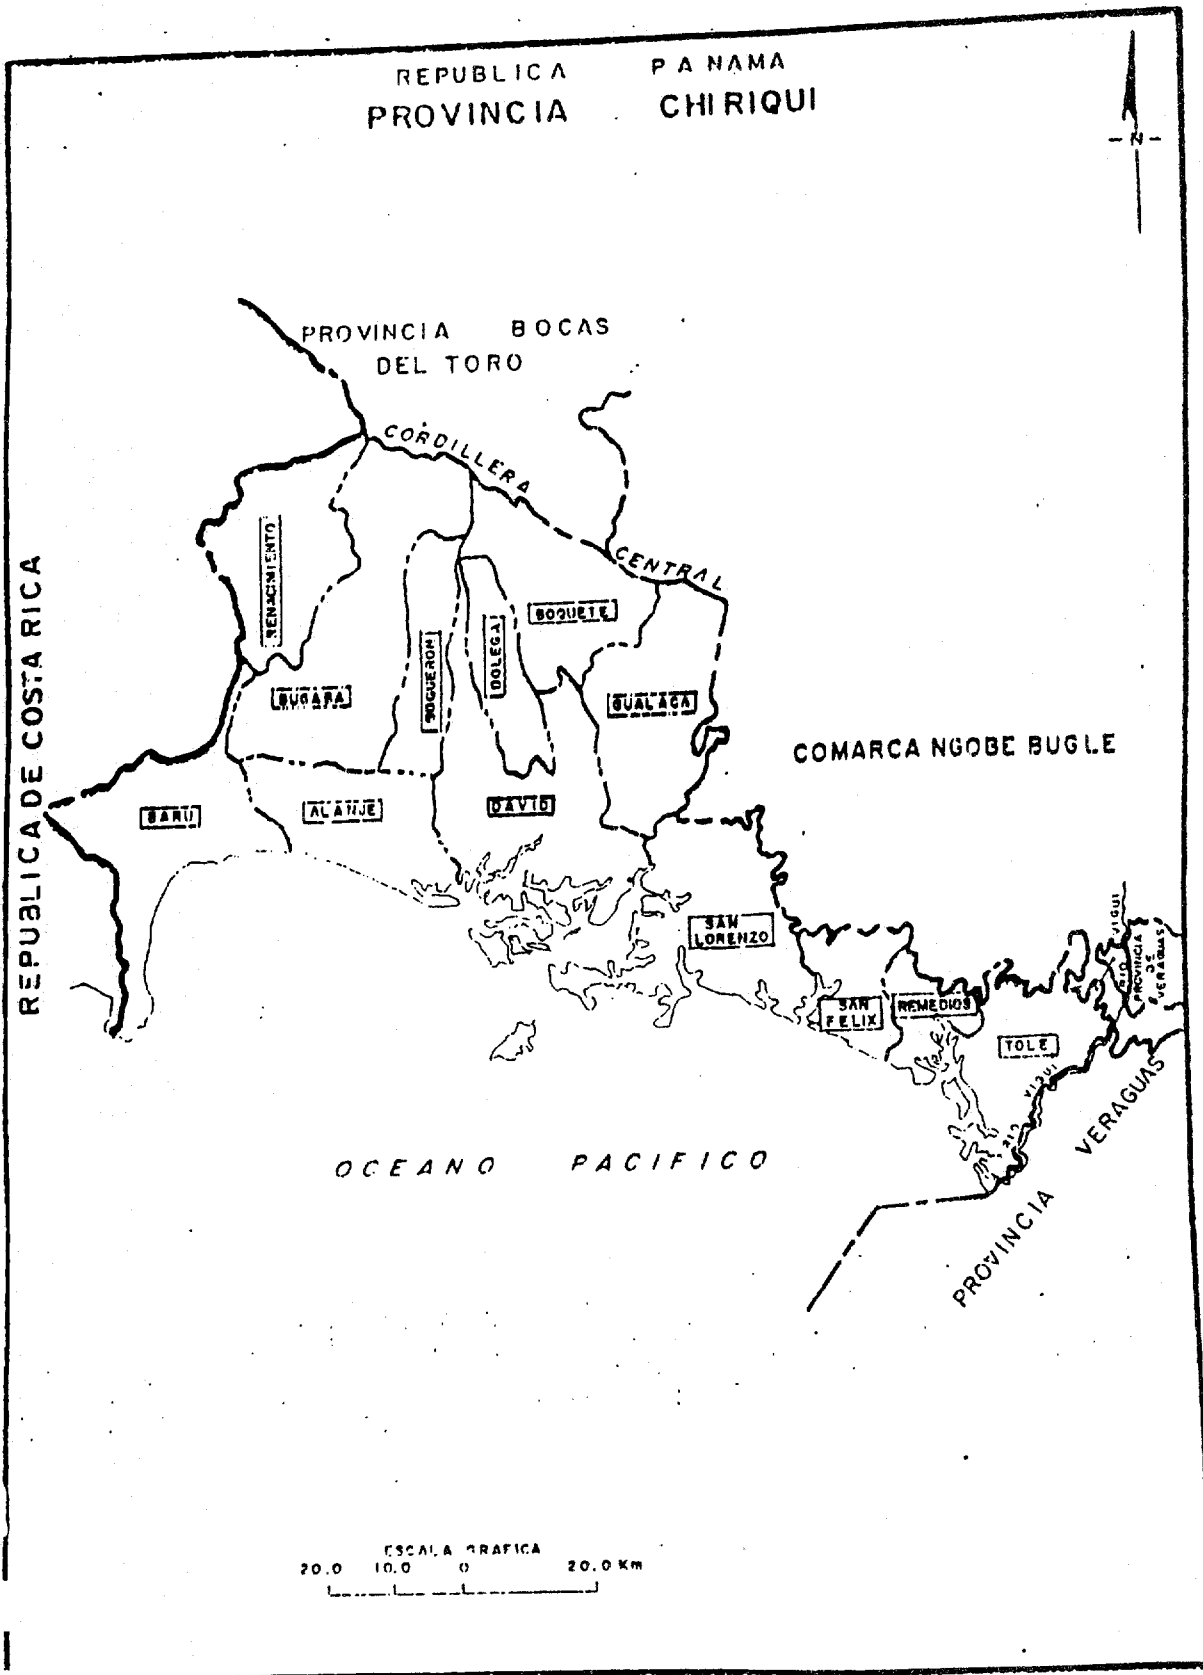 REPUBLICA PANAMA
PROVINCIA CHIRIQUI
-N-
PROVINCIA BOCAS
DEL TORO
CORDILLERA
CENTRAL
REPUBLICA DE COSTA RICA
RENACIMIENTO
BUGABA
BOQUERON
DOLEGA
BOQUETE
GUALACA
COMARCA NGOBE BUGLE
BARU
ALANJE
DAVID
SAN
LORENZO
SAN
FELIX
REMEDIOS
TOLE
RIO VIGUI
PROVINCIA
DE
VERAGUAS
OCEANO PACIFICO
PROVINCIA VERAGUAS
ESCALA GRAFICA
20.0 10.0 0 20.0 Km